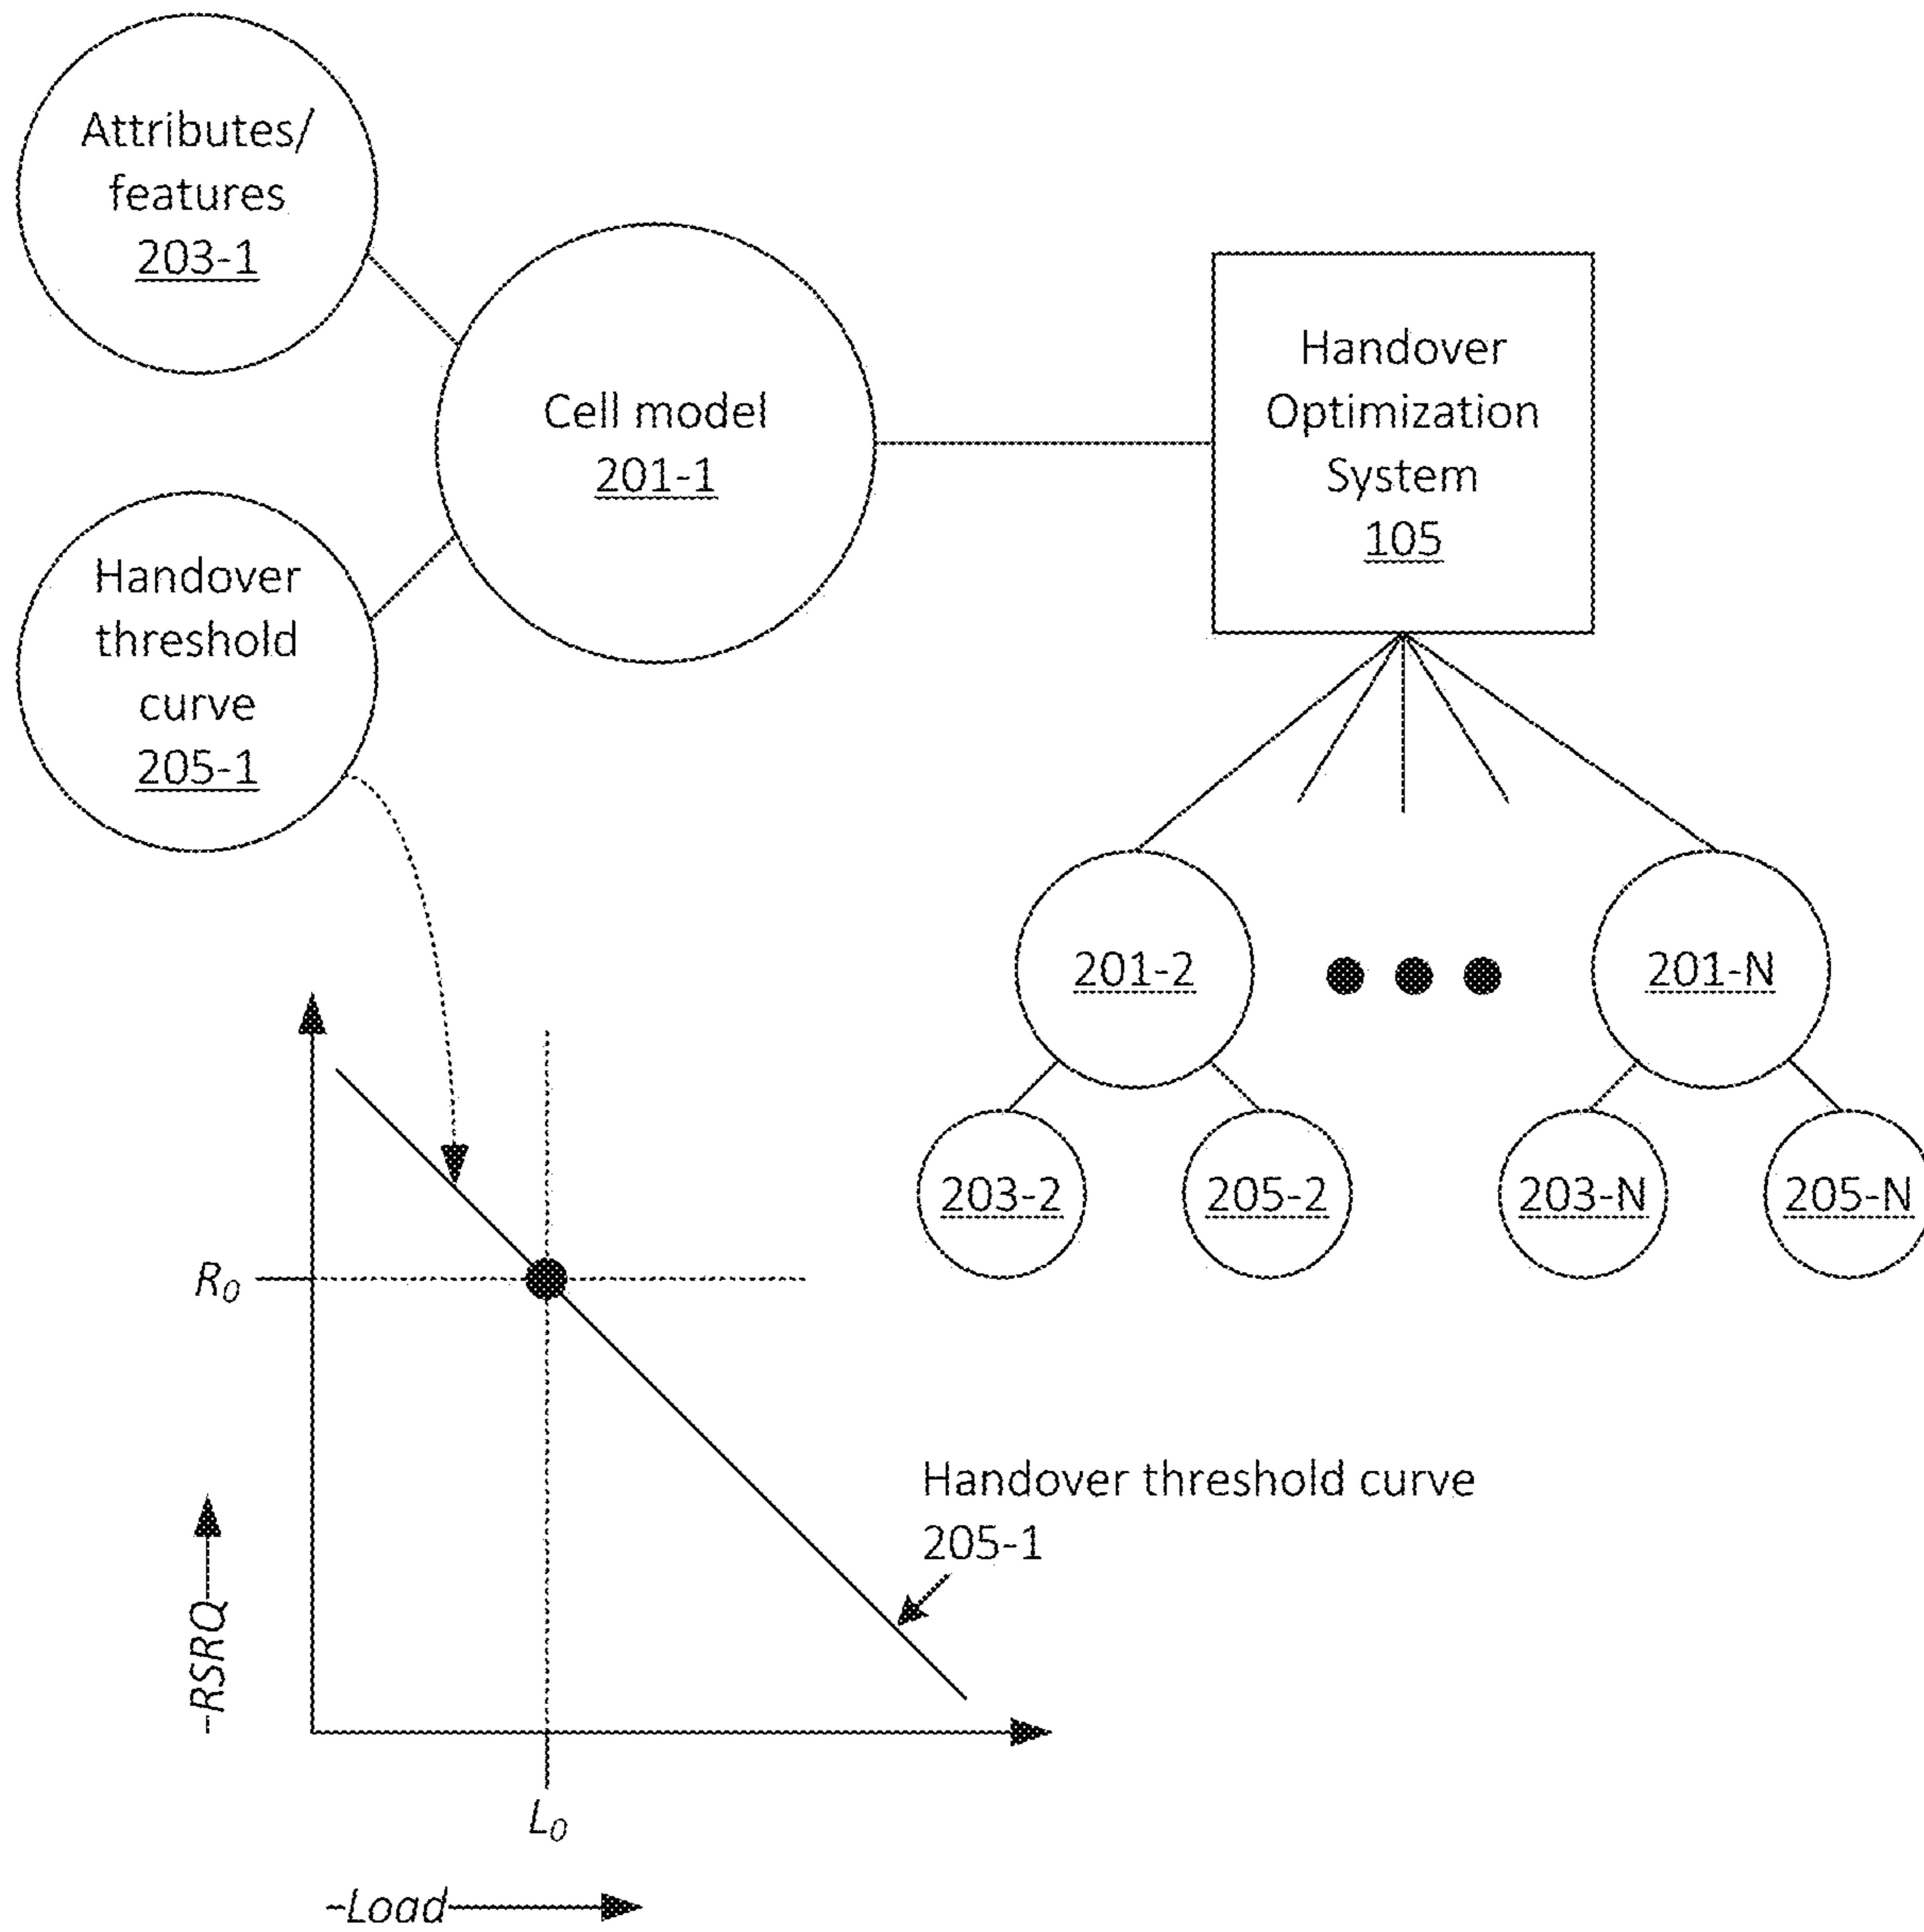 Attributes/
features
203-1
Cell model
201-1
Handover
Optimization
System
105
Handover
threshold
curve
205-1
201-2
201-N
203-2
205-2
203-N
205-N
R0
Handover threshold curve
205-1
RSRQ
L0
Load